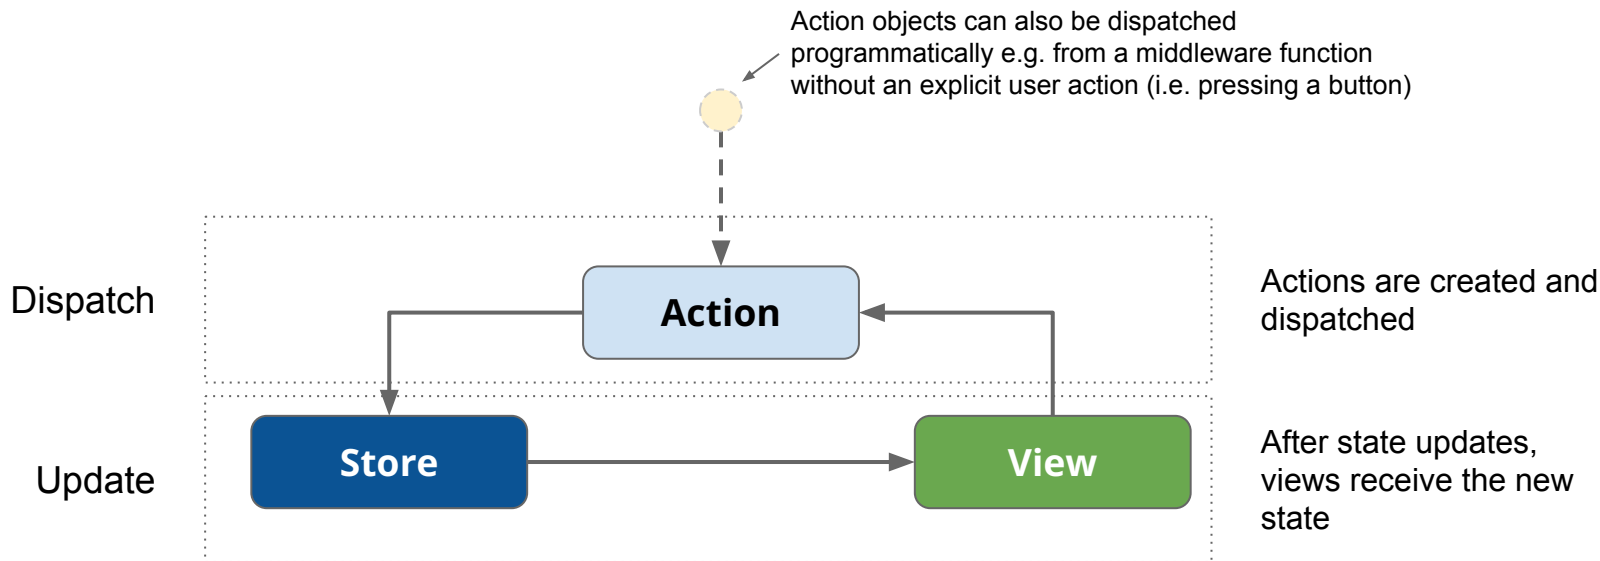 Action objects can also be dispatched
programmatically e.g. from a middleware function
without an explicit user action (i.e. pressing a button)
Dispatch
Action
Actions are created and
dispatched
Update
Store
View
After state updates,
views receive the new
state